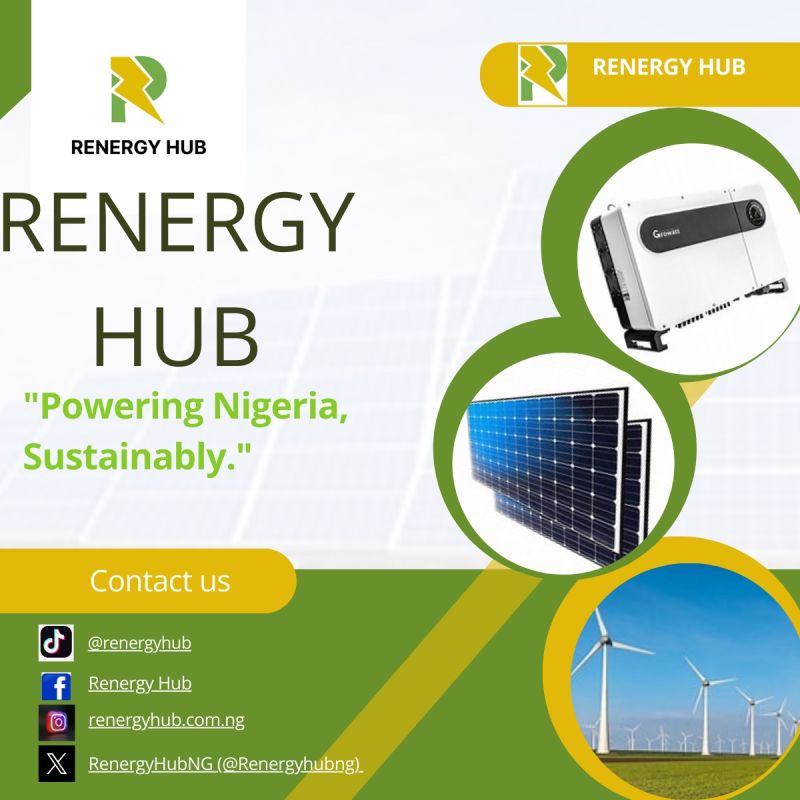 RENERGY HUB
RENERGY HUB
RENERGY
HUB
"Powering Nigeria,
Sustainably."
Growatt
Contact us
@renergyhub
Renergy Hub
renergyhub.com.ng
RenergyHubNG (@Renergyhubng)